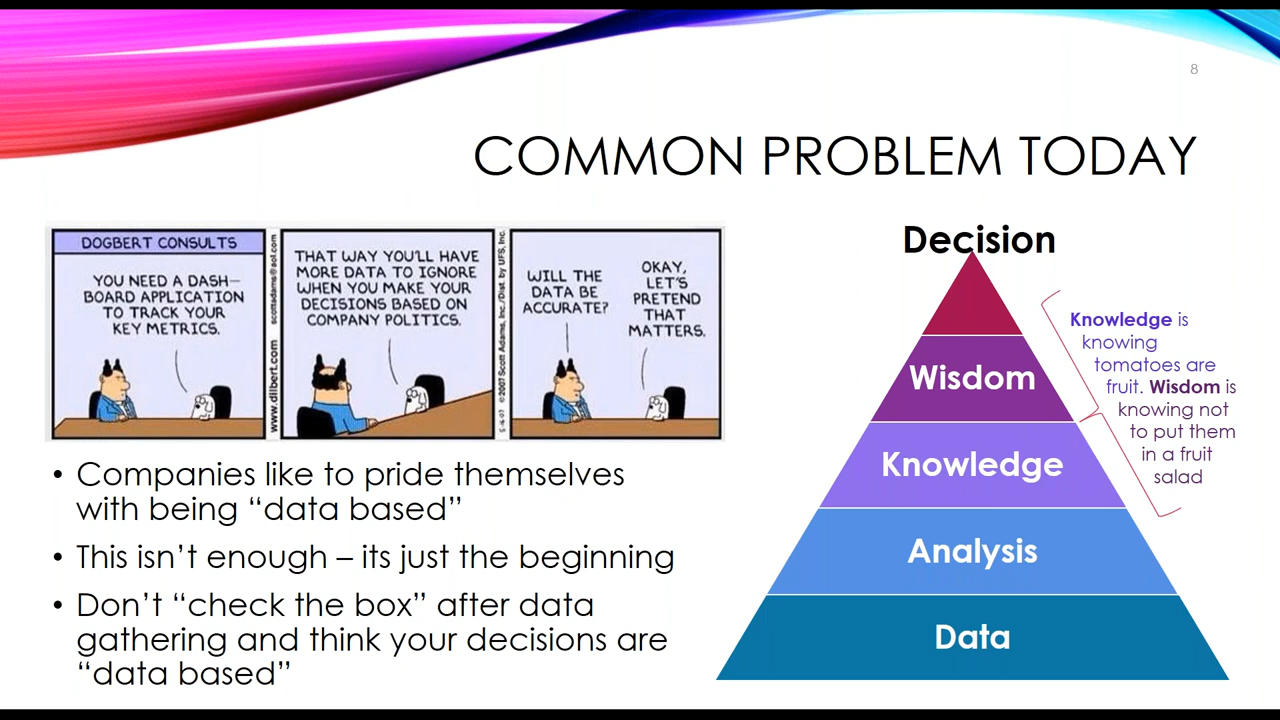 8
COMMON PROBLEM TODAY
DOGBERT CONSULTS
YOU NEED A DASH-
BOARD APPLICATION
TO TRACK YOUR
KEY METRICS.
www.dilbert.com
scottadams@aol.com
THAT WAY YOU'LL HAVE
MORE DATA TO IGNORE
WHEN YOU MAKE YOUR
DECISIONS BASED ON
COMPANY POLITICS.
©2007 Scott Adams, Inc./Dist. by UFS, Inc.
WILL THE
DATA BE
ACCURATE?
OKAY,
LET'S
PRETEND
THAT
MATTERS.
• Companies like to pride themselves
with being “data based”
• This isn’t enough – its just the beginning
• Don’t “check the box” after data
gathering and think your decisions are
“data based”
Decision
Wisdom
Knowledge
Analysis
Data
Knowledge is
knowing
tomatoes are
fruit. Wisdom is
knowing not
to put them
in a fruit
salad